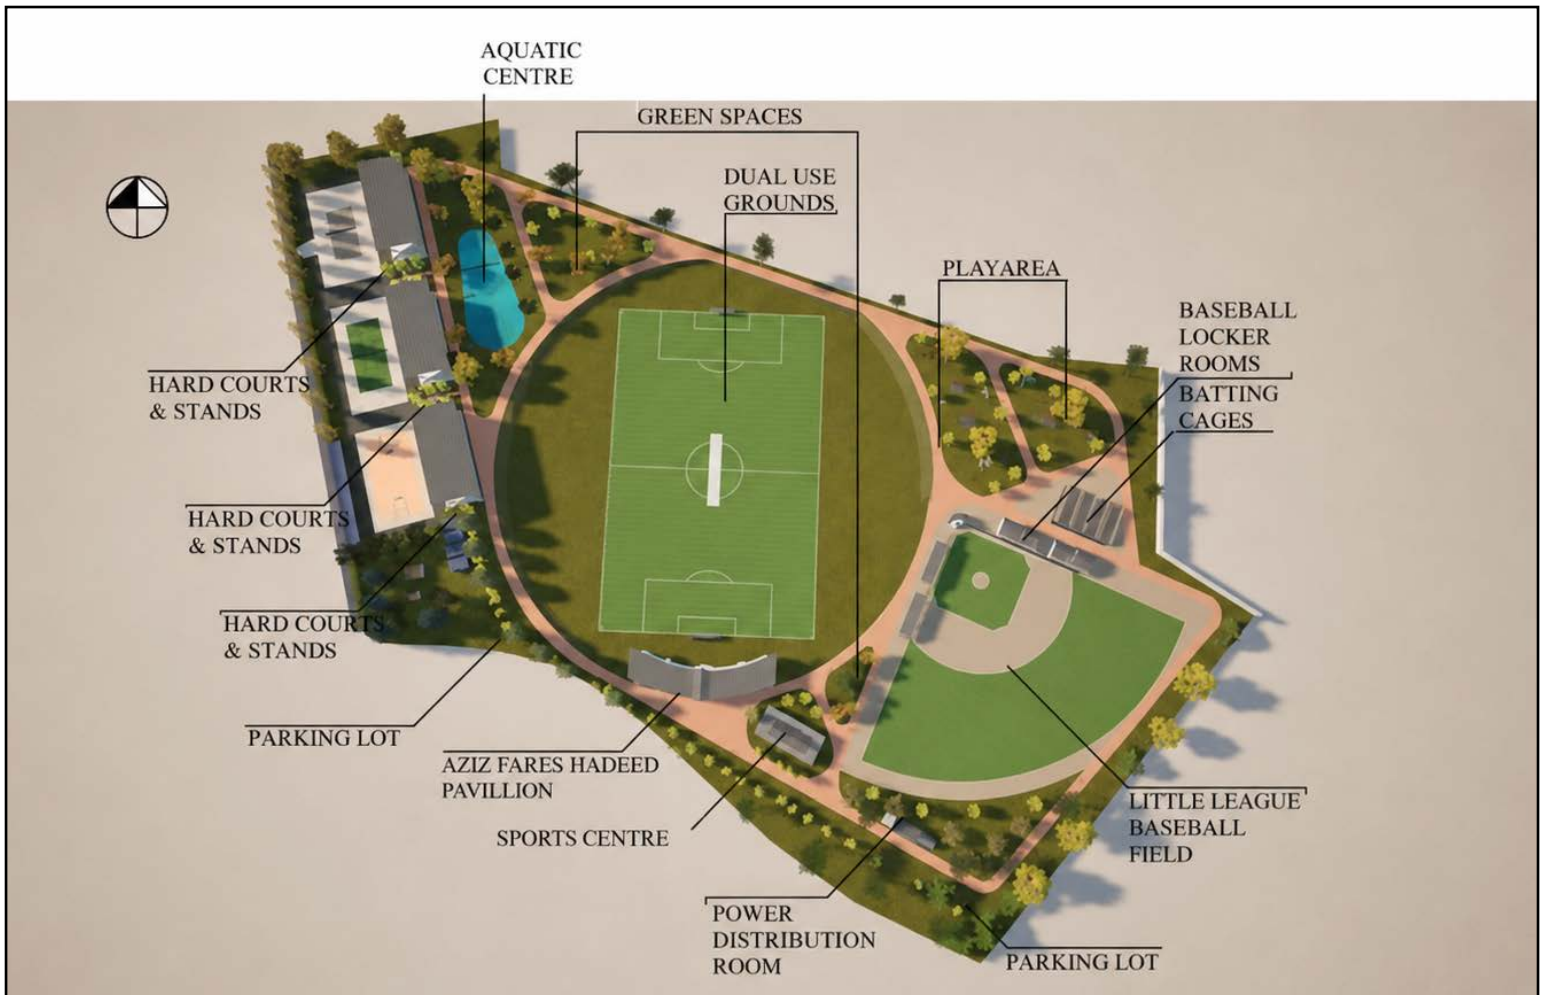 AQUATIC
CENTRE
GREEN SPACES
DUAL USE
GROUNDS
PLAYAREA
BASEBALL
LOCKER
ROOMS
BATTING
CAGES
HARD COURTS
& STANDS
HARD COURTS
& STANDS
HARD COURTS
& STANDS
PARKING LOT
AZIZ FARES HADEED
PAVILLION
SPORTS CENTRE
LITTLE LEAGUE
BASEBALL
FIELD
POWER
DISTRIBUTION
ROOM
PARKING LOT